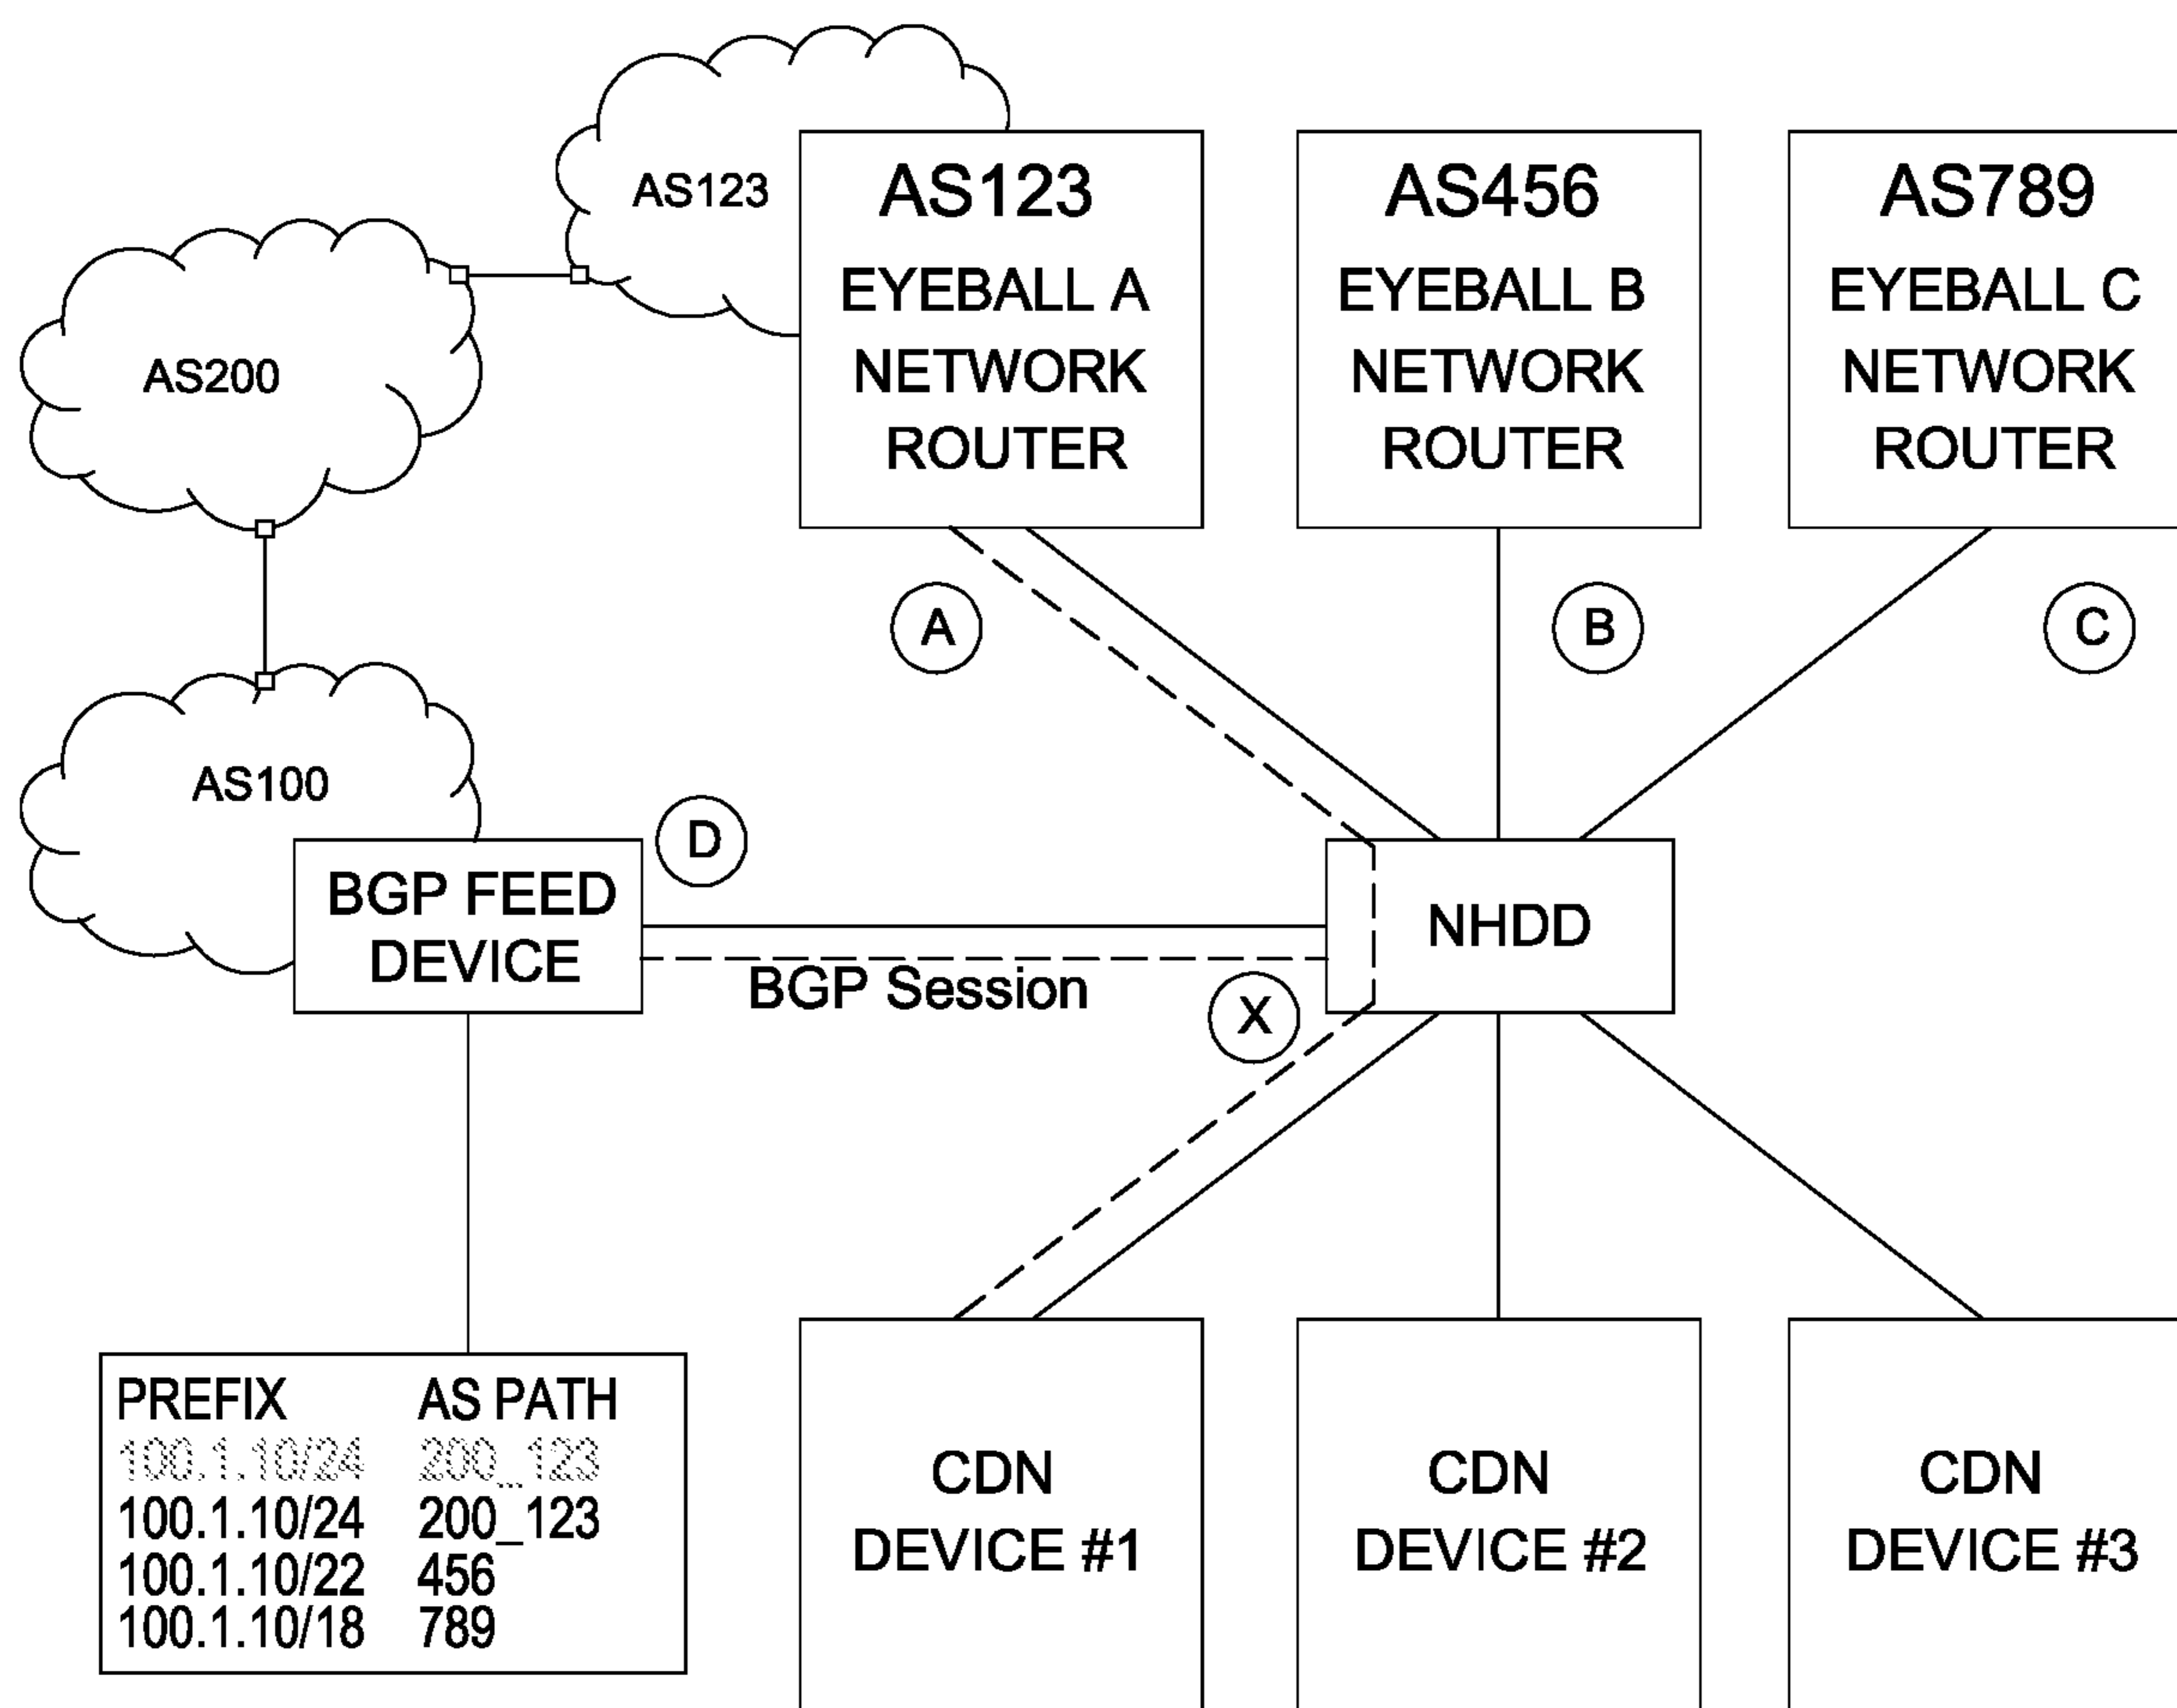 AS123
AS123
EYEBALL A
NETWORK
ROUTER
AS456
EYEBALL B
NETWORK
ROUTER
AS789
EYEBALL C
NETWORK
ROUTER
AS200
A
B
C
AS100
D
BGP FEED
DEVICE
BGP Session
X
NHDD
PREFIX AS PATH
100.1.10/24 200_123
100.1.10/24 200_123
100.1.10/22 456
100.1.10/18 789
CDN
DEVICE #1
CDN
DEVICE #2
CDN
DEVICE #3